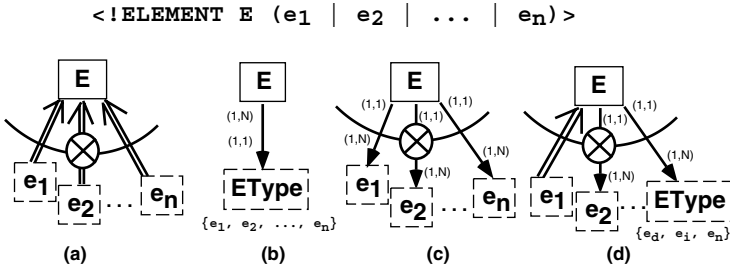 <!ELEMENT E (e1 | e2 | ... | en)>
E E E E
(1,N) (1,1) (1,1) (1,1) (1,1)
(1,1) (1,N) (1,1) (1,N)
e1 e2 ... en
EType
{e1, e2, ..., en}
(1,N) (1,N)
e1 e2 ... en
(1,N)
e1 e2 ... EType
{ed, ei, en}
(a) (b) (c) (d)